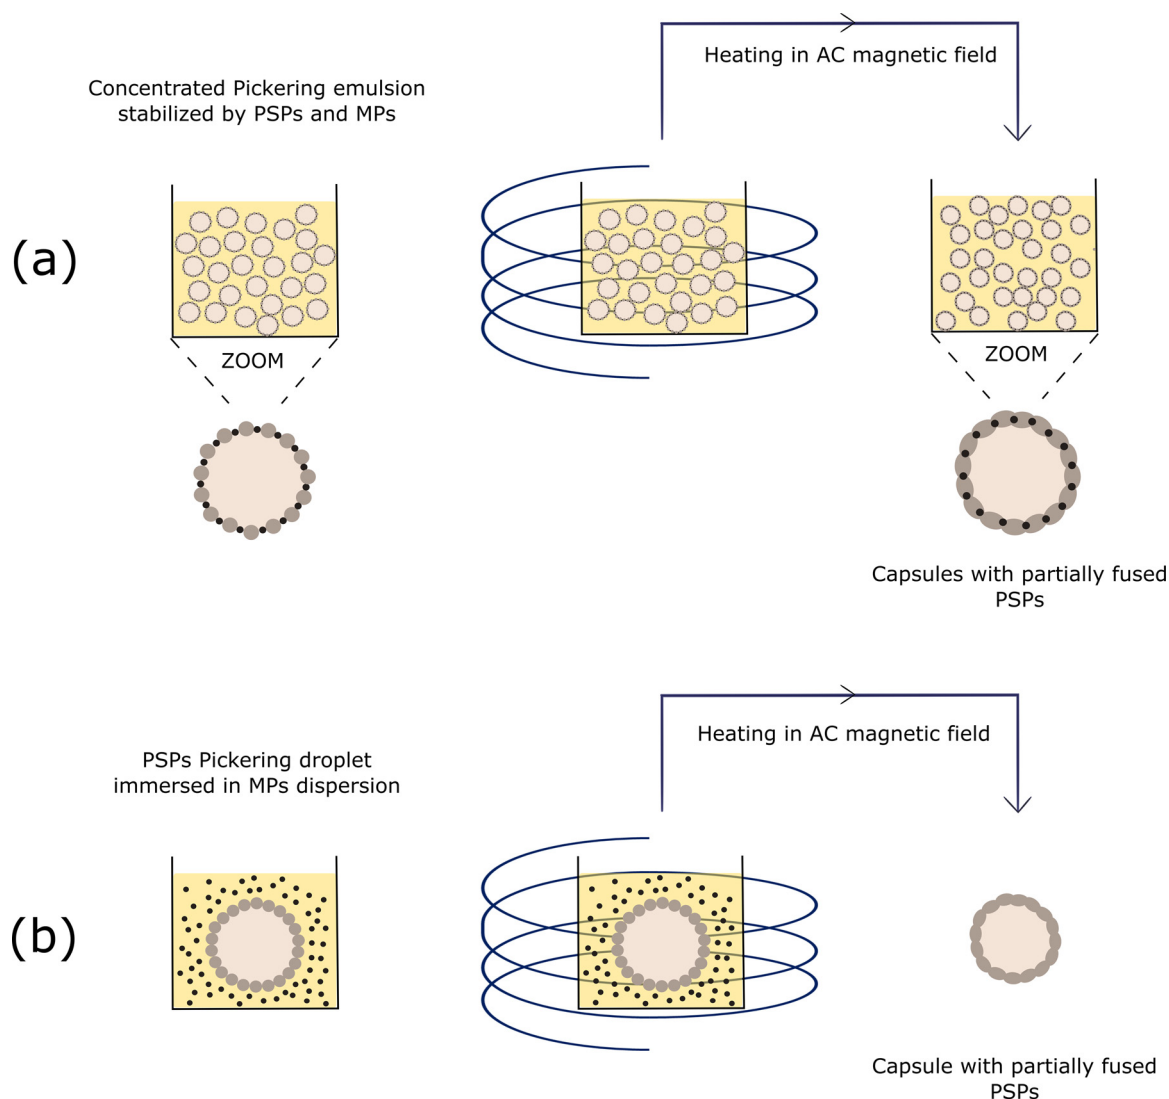 Heating in AC magnetic field
Concentrated Pickering emulsion
stabilized by PSPs and MPs
(a)
ZOOM
ZOOM
Capsules with partially fused
PSPs
Heating in AC magnetic field
PSPs Pickering droplet
immersed in MPs dispersion
(b)
Capsule with partially fused
PSPs